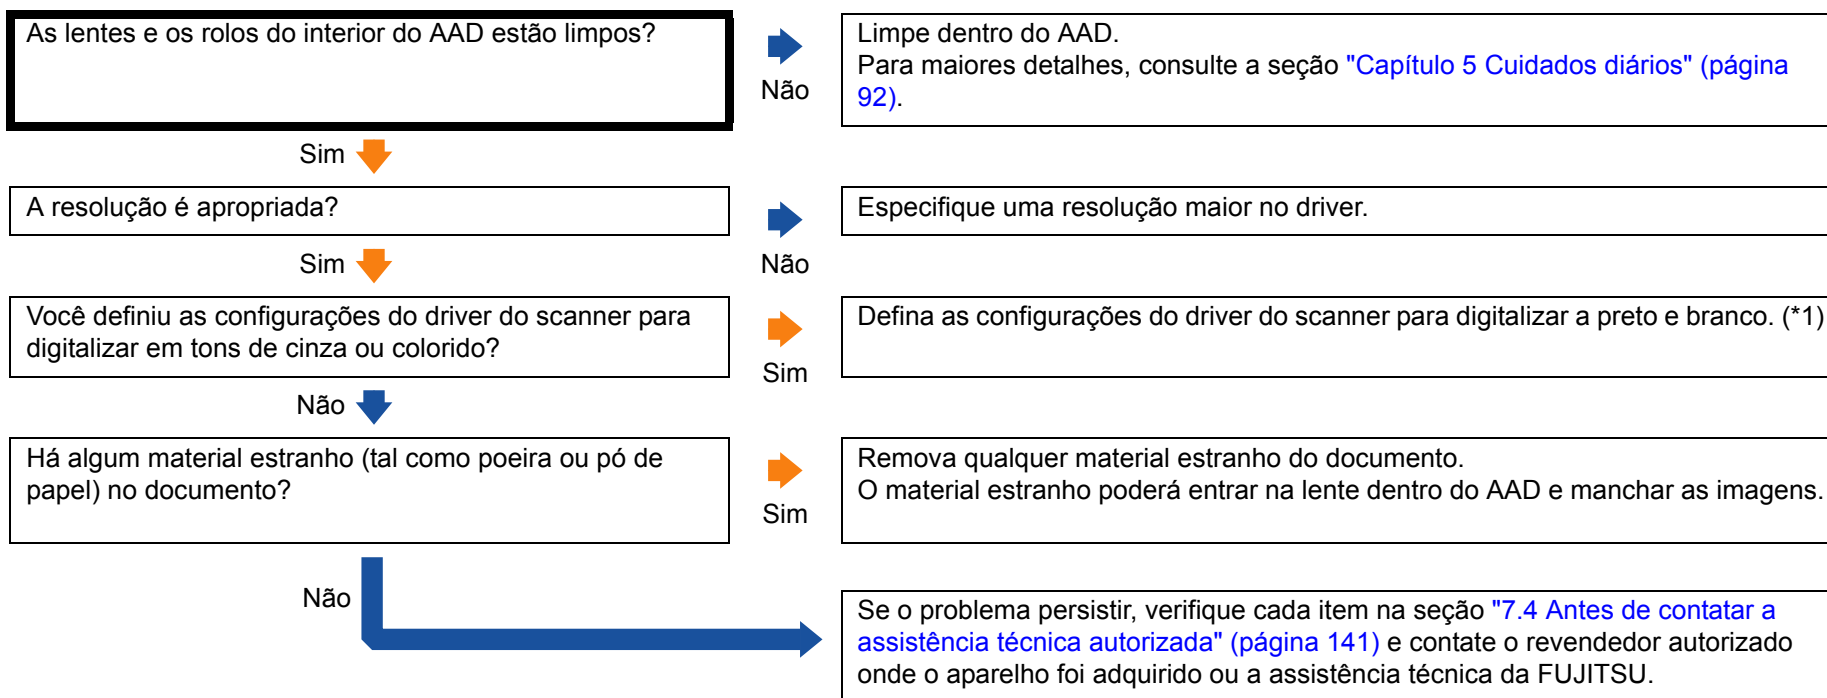 As lentes e os rolos do interior do AAD estão limpos?
Não
Limpe dentro do AAD.
Para maiores detalhes, consulte a seção "Capítulo 5 Cuidados diários" (página
92).
Sim
A resolução é apropriada?
Não
Especifique uma resolução maior no driver.
Sim
Você definiu as configurações do driver do scanner para
digitalizar em tons de cinza ou colorido?
Sim
Defina as configurações do driver do scanner para digitalizar a preto e branco. (*1)
Não
Há algum material estranho (tal como poeira ou pó de
papel) no documento?
Sim
Remova qualquer material estranho do documento.
O material estranho poderá entrar na lente dentro do AAD e manchar as imagens.
Não
Se o problema persistir, verifique cada item na seção "7.4 Antes de contatar a
assistência técnica autorizada" (página 141) e contate o revendedor autorizado
onde o aparelho foi adquirido ou a assistência técnica da FUJITSU.